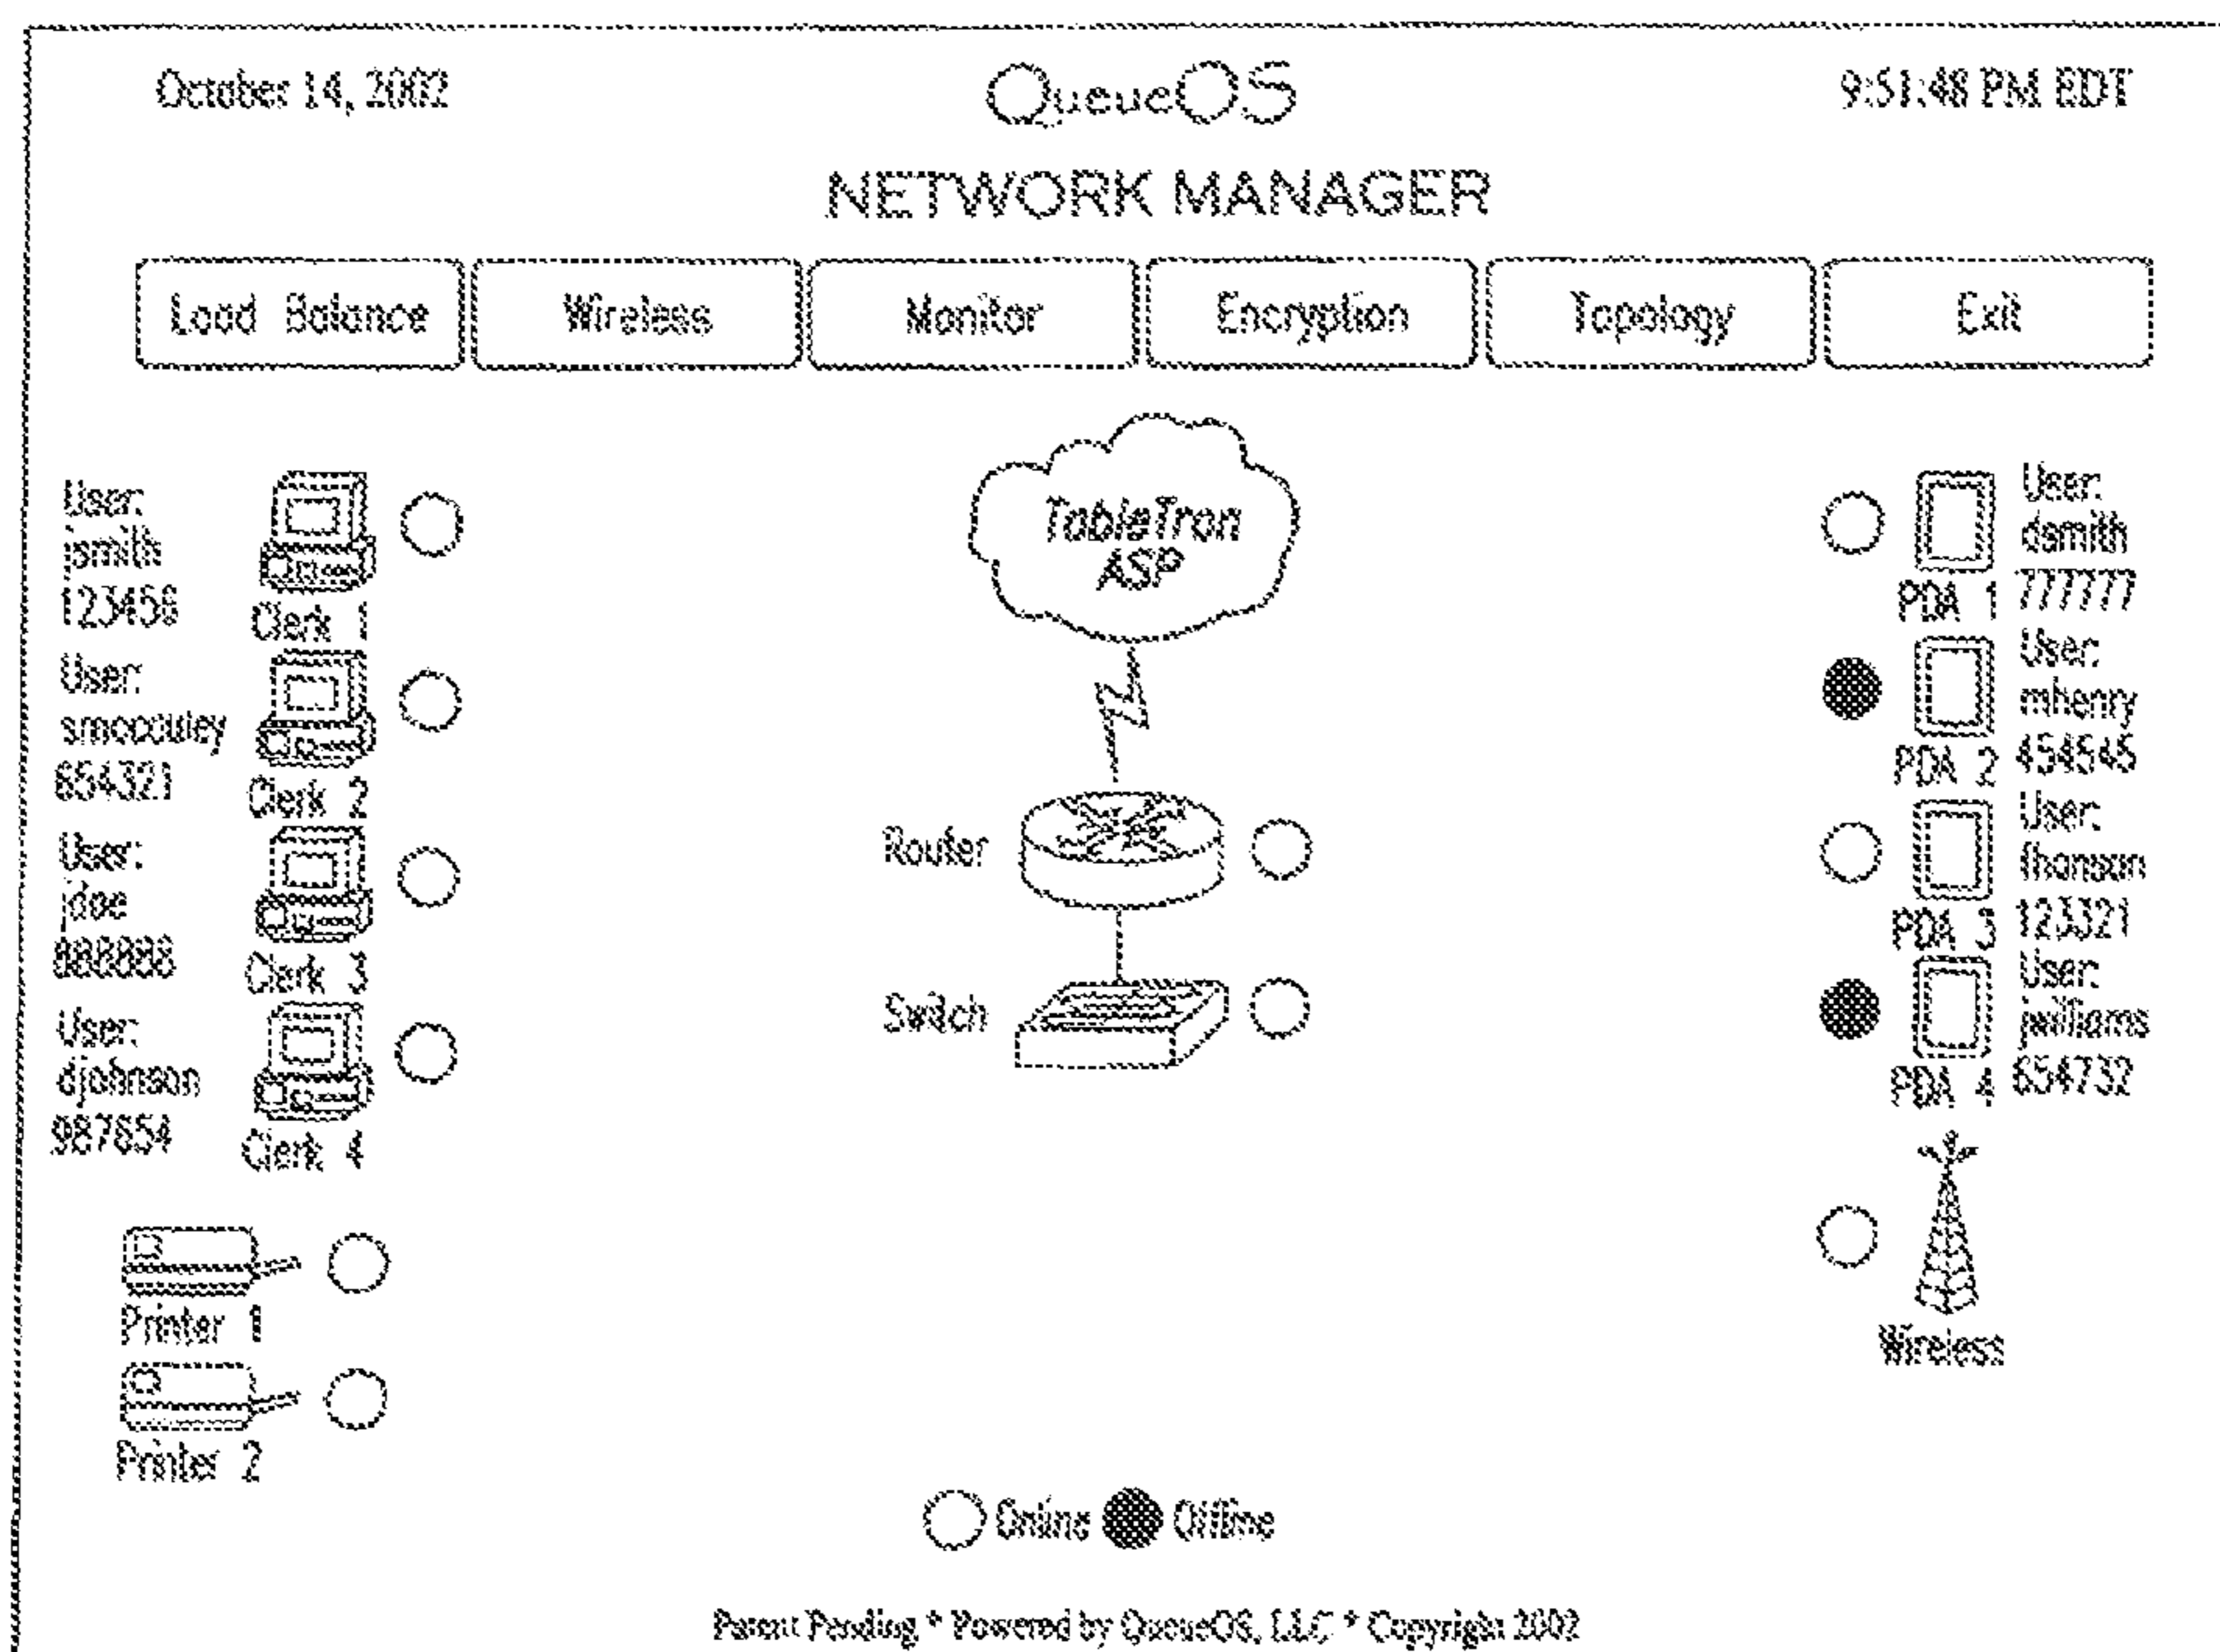 October 14, 2002
QueueOS
9:51:48 PM EDT
NETWORK MANAGER
Load Balance
Wireless
Monitor
Encryption
Topology
Exit
User:
jsmith
123456
Clerk 1
User:
smccouley
654321
Clerk 2
User:
jdoe
888888
Clerk 3
User:
djohnson
987654
Clerk 4
Printer 1
Printer 2
TableTron
ASP
Router
Switch
User:
dsmith
777777
PDA 1
User:
mhenry
454545
PDA 2
User:
123321
PDA 3
User:
jwilliams
654732
PDA 4
Wireless
Online
Offline
Patent Pending * Powered by QueueOS, LLC * Copyright 2002